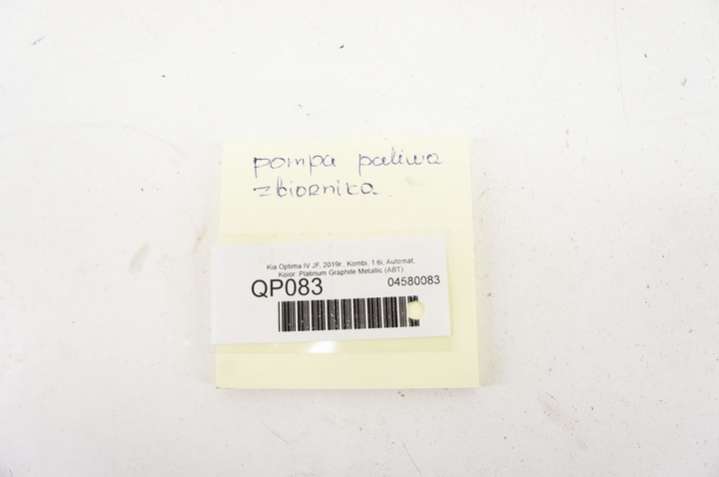 pompa paliwa
zbiornika
Kia Optima IV JF, 2019r., Kombi, 1.6i, Automat,
Kolor: Platinum Graphite Metallic (ABT)
QP083
04580083